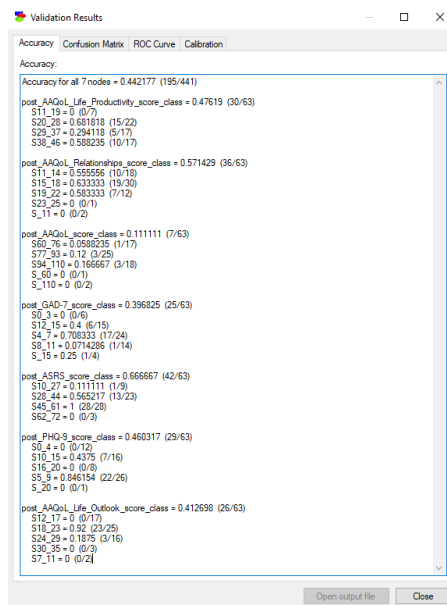 Validation Results
Accuracy Confusion Matrix ROC Curve Calibration
Accuracy:
Accuracy for all 7 nodes = 0.442177 (195/441)
post_AAQoL_Life_Productivity_score_class = 0.47619 (30/63)
S11_19 = 0 (0/7)
S20_28 = 0.681818 (15/22)
S29_37 = 0.294118 (5/17)
S38_46 = 0.588235 (10/17)
post_AAQoL_Relationships_score_class = 0.571429 (36/63)
S11_14 = 0.555556 (10/18)
S15_18 = 0.633333 (19/30)
S19_22 = 0.583333 (7/12)
S23_25 = 0 (0/1)
S_11 = 0 (0/2)
post_AAQoL_score_class = 0.111111 (7/63)
S60_76 = 0.0588235 (1/17)
S77_93 = 0.12 (3/25)
S94_110 = 0.166667 (3/18)
S_60 = 0 (0/1)
S_110 = 0 (0/2)
post_GAD-7_score_class = 0.396825 (25/63)
S0_3 = 0 (0/6)
S12_15 = 0.4 (6/15)
S4_7 = 0.708333 (17/24)
S8_11 = 0.0714286 (1/14)
S_15 = 0.25 (1/4)
post_ASRS_score_class = 0.666667 (42/63)
S10_27 = 0.111111 (1/9)
S28_44 = 0.565217 (13/23)
S45_61 = 1 (28/28)
S62_72 = 0 (0/3)
post_PHQ-9_score_class = 0.460317 (29/63)
S0_4 = 0 (0/12)
S10_15 = 0.4375 (7/16)
S16_20 = 0 (0/8)
S5_9 = 0.846154 (22/26)
S_20 = 0 (0/1)
post_AAQoL_Life_Outlook_score_class = 0.412698 (26/63)
S12_17 = 0 (0/17)
S18_23 = 0.92 (23/25)
S24_29 = 0.1875 (3/16)
S30_35 = 0 (0/3)
S7_11 = 0 (0/2)
Open output file Close